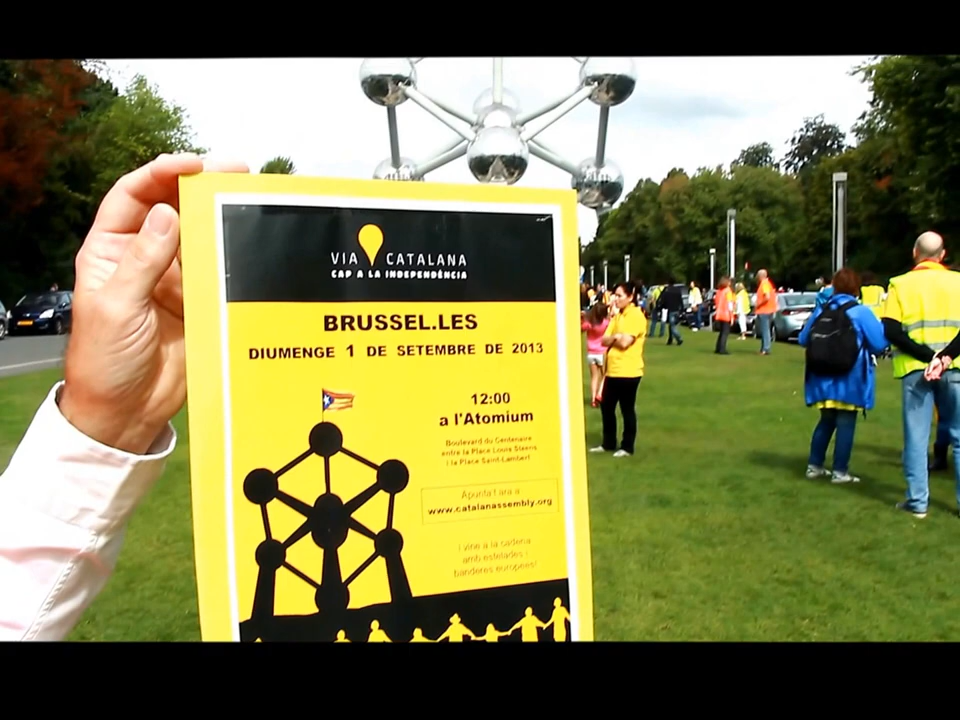 VIA CATALANA
CAP A LA INDEPENDÈNCIA
BRUSSEL.LES
DIUMENGE 1 DE SETEMBRE DE 2013
12:00
a l'Atomium
Boulevard du Centenaire
entre la Place Louis Steens
i la Place Saint-Lambert
Apunta't ara a
www.catalanassembly.org
i vine a la cadena
amb estelades i
banderes europees!